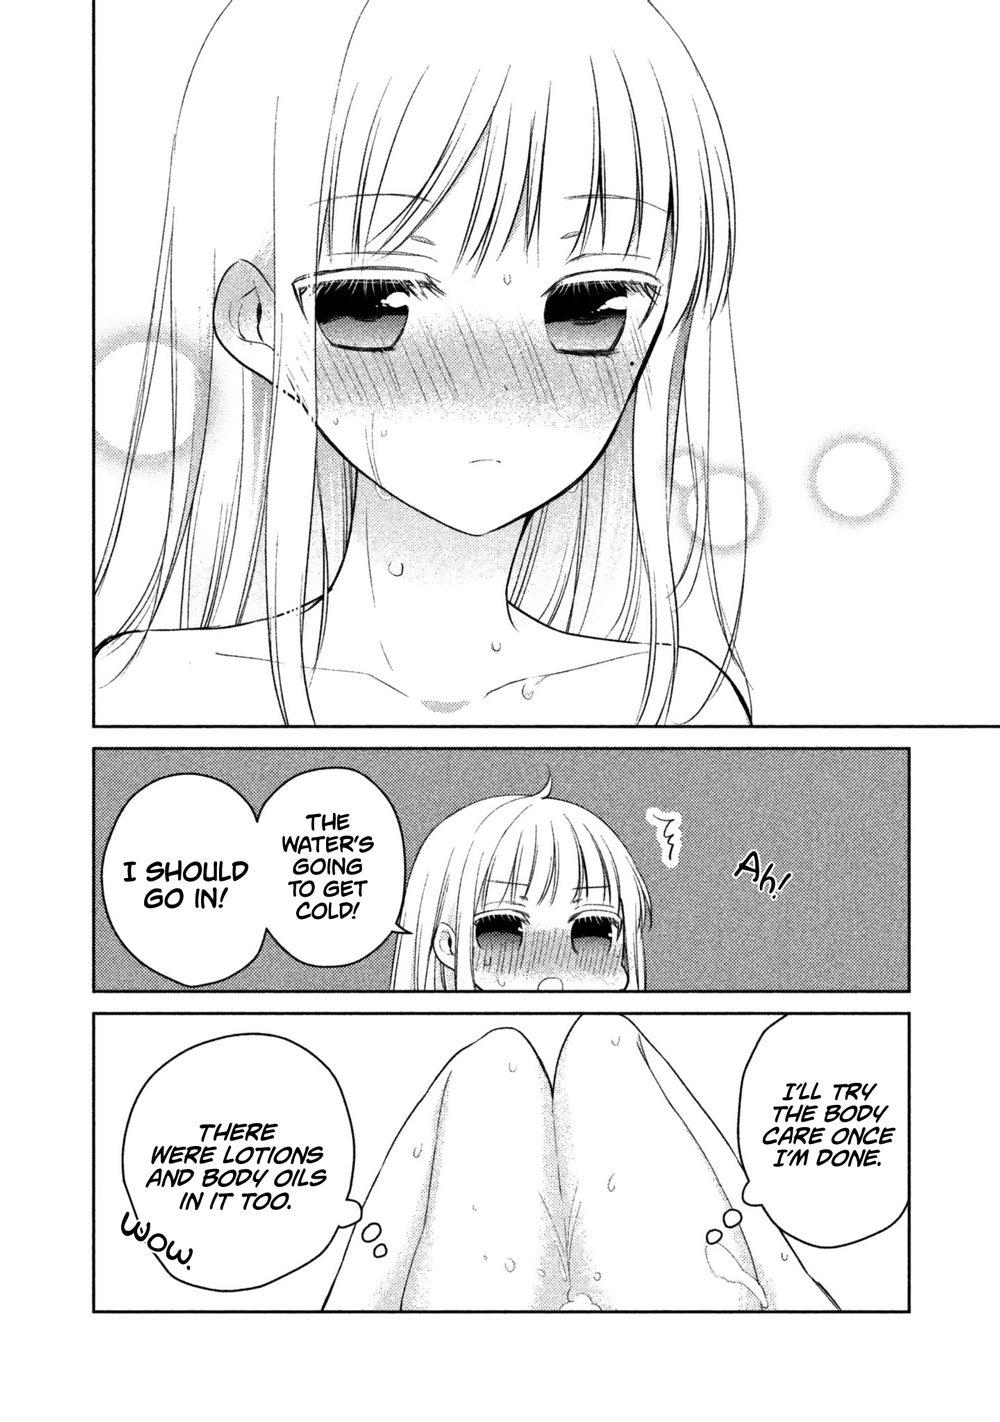 Ah!
THE
WATER'S
GOING
TO GET
COLD!
I SHOULD
GO IN!
I'LL TRY
THE BODY
CARE ONCE
I'M DONE.
THERE
WERE LOTIONS
AND BODY OILS
IN IT TOO.
WOW.